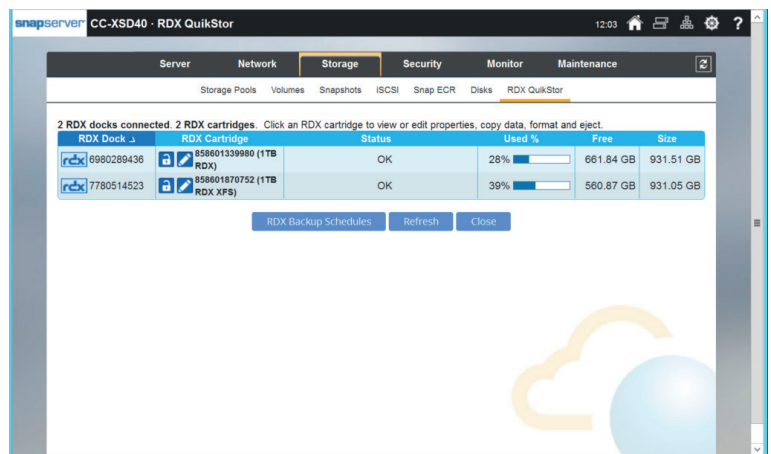 snapserver CC-XSD40 · RDX QuikStor 12:03 ?
Server Network Storage Security Monitor Maintenance
Storage Pools Volumes Snapshots iSCSI Snap ECR Disks RDX QuikStor
2 RDX docks connected. 2 RDX cartridges. Click an RDX cartridge to view or edit properties, copy data, format and eject.
RDX Dock RDX Cartridge Status Used % Free Size
rdx 6980289436 858601339980 (1TB RDX) OK 28% 661.84 GB 931.51 GB
rdx 7780514523 858601870752 (1TB RDX XFS) OK 39% 560.87 GB 931.05 GB
RDX Backup Schedules Refresh Close